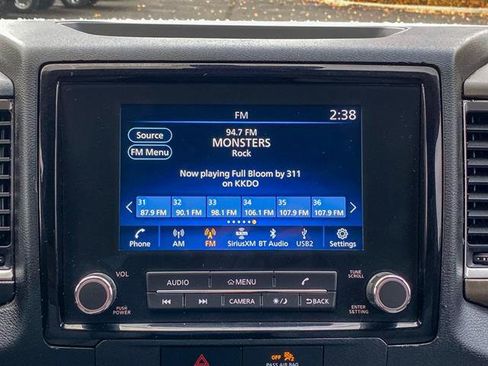 FM 2:38
Source
94.7 FM
MONSTERS
FM Menu
Rock
Now playing Full Bloom by 311
on KKDO
31 32 33 34 35 36
87.9 FM 90.1 FM 98.1 FM 106.1 FM 107.9 FM 107.9 FM
Phone AM FM SiriusXM BT Audio USB2 Settings
VOL AUDIO MENU TUNE
SCROLL
PUSH
POWER
CAMERA BACK ENTER
SETTING
PASS AIR BAG